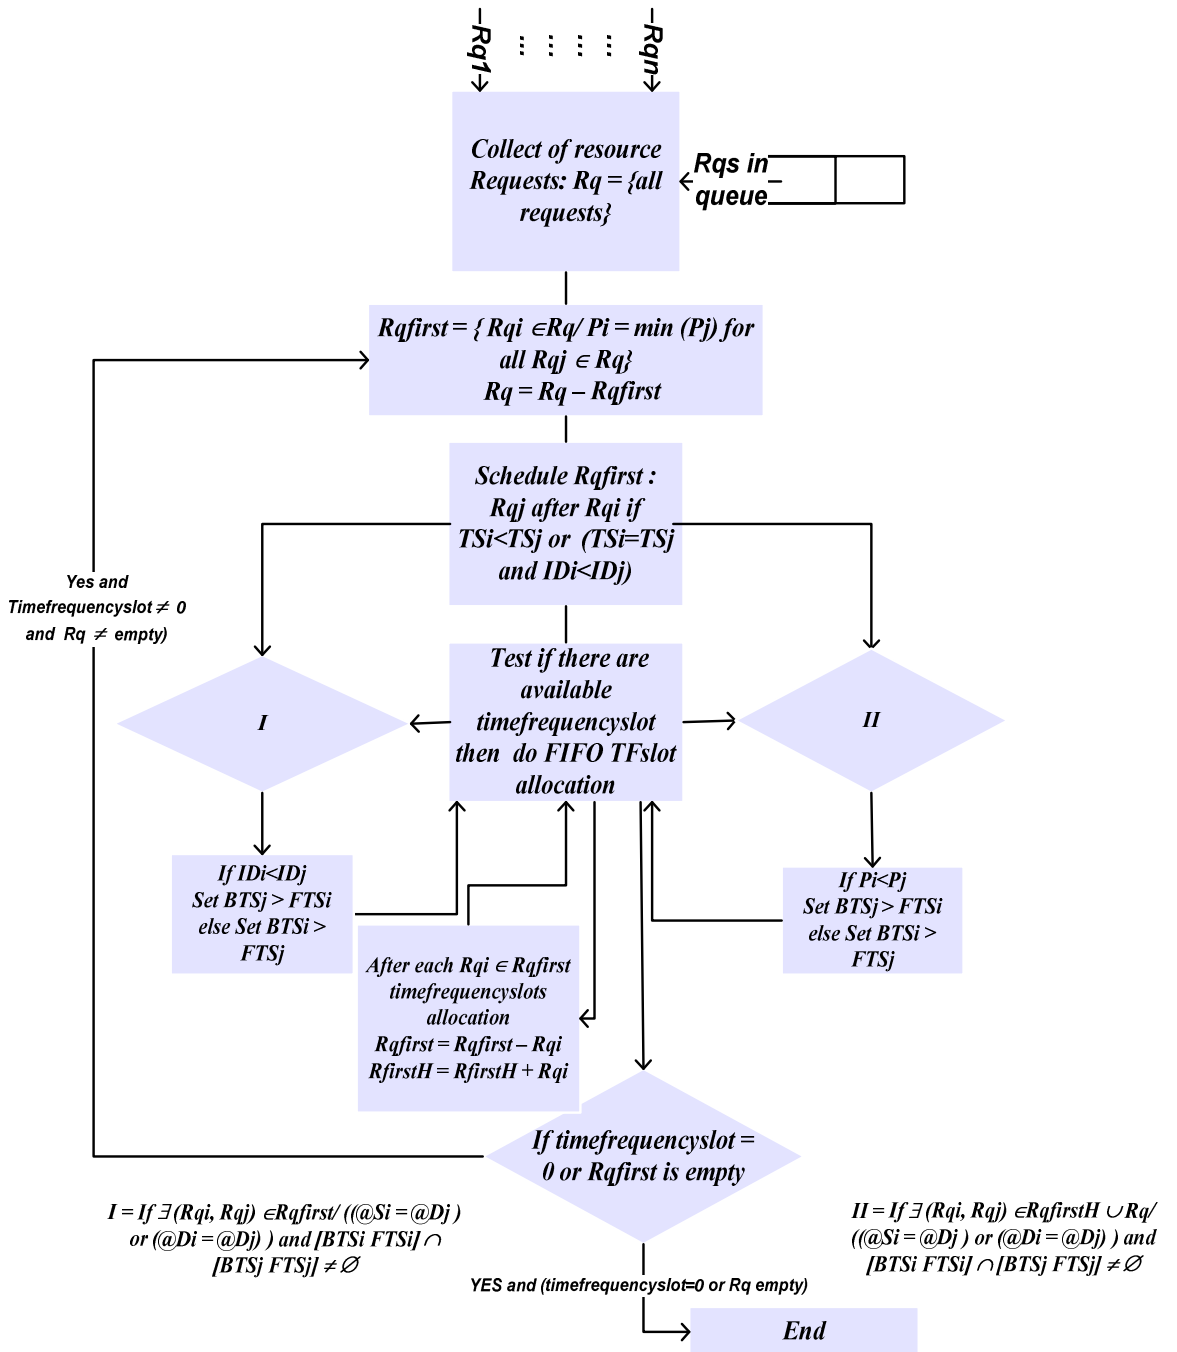 Rq1
...
...
...
...
Rqn
Collect of resource
Requests: Rq = {all
requests}
Rqs in
queue
Rqfirst = { Rqi ∈Rq/ Pi = min (Pj) for
all Rqj ∈ Rq}
Rq = Rq – Rqfirst
Schedule Rqfirst :
Rqj after Rqi if
TSi<TSj or (TSi=TSj
and IDi<IDj)
Yes and
Timefrequencyslot ≠ 0
and Rq ≠ empty)
Test if there are
available
timefrequencyslot
then do FIFO TFslot
allocation
I
II
If IDi<IDj
Set BTSj > FTSi
else Set BTSi >
FTSj
If Pi<Pj
Set BTSj > FTSi
else Set BTSi >
FTSj
After each Rqi ∈ Rqfirst
timefrequencyslots
allocation
Rqfirst = Rqfirst – Rqi
RfirstH = RfirstH + Rqi
If timefrequencyslot =
0 or Rqfirst is empty
I = If ∃ (Rqi, Rqj) ∈Rqfirst/ ((@Si = @Dj )
or (@Di = @Dj) ) and [BTSi FTSi] ∩
[BTSj FTSj] ≠ ∅
II = If ∃ (Rqi, Rqj) ∈RqfirstH ∪ Rq/
((@Si = @Dj ) or (@Di = @Dj) ) and
[BTSi FTSi] ∩ [BTSj FTSj] ≠ ∅
YES and (timefrequencyslot=0 or Rq empty)
End